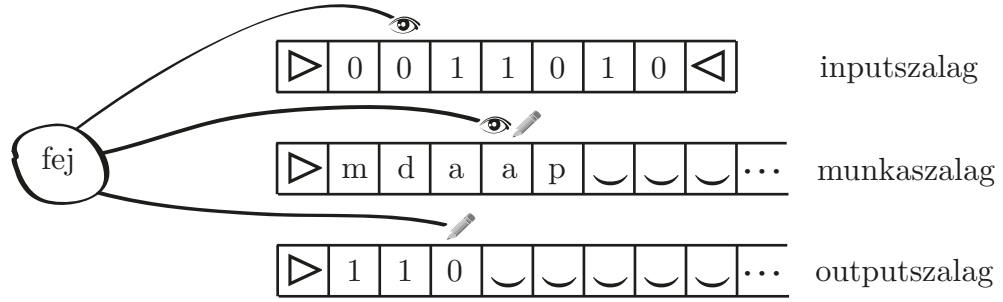 ▷ 0 0 1 1 0 1 0 ◁ inputszalag
fej
▷ m d a a p ⌣ ⌣ ⌣ ··· munkaszalag
▷ 1 1 0 ⌣ ⌣ ⌣ ⌣ ⌣ ··· outputszalag